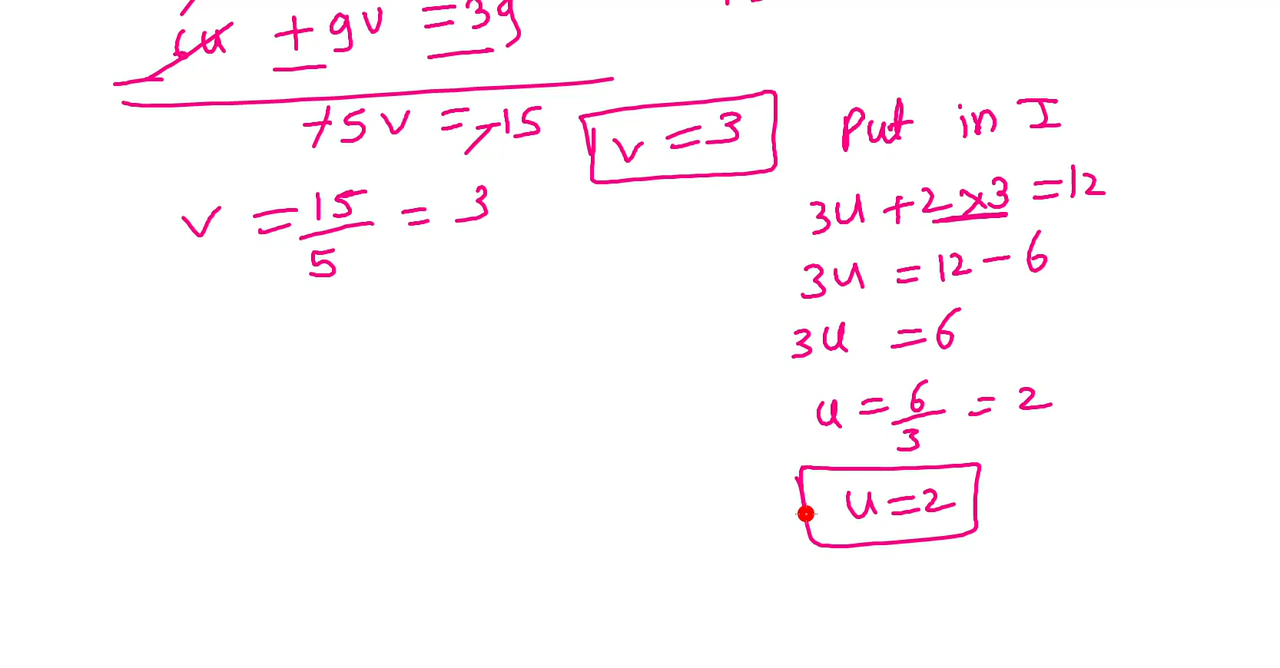 6u + 9v = 39
+5v = -15
v = 3
v = 15/5 = 3
Put in I
3u + 2×3 = 12
3u = 12 - 6
3u = 6
u = 6/3 = 2
u = 2